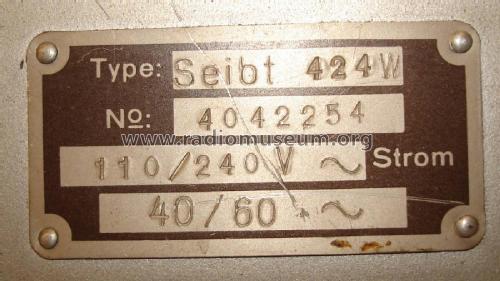 Type: Seibt 424W
No: 4042254
www.radiomuseum.org
110/240 V ~ Strom
40/60 ~